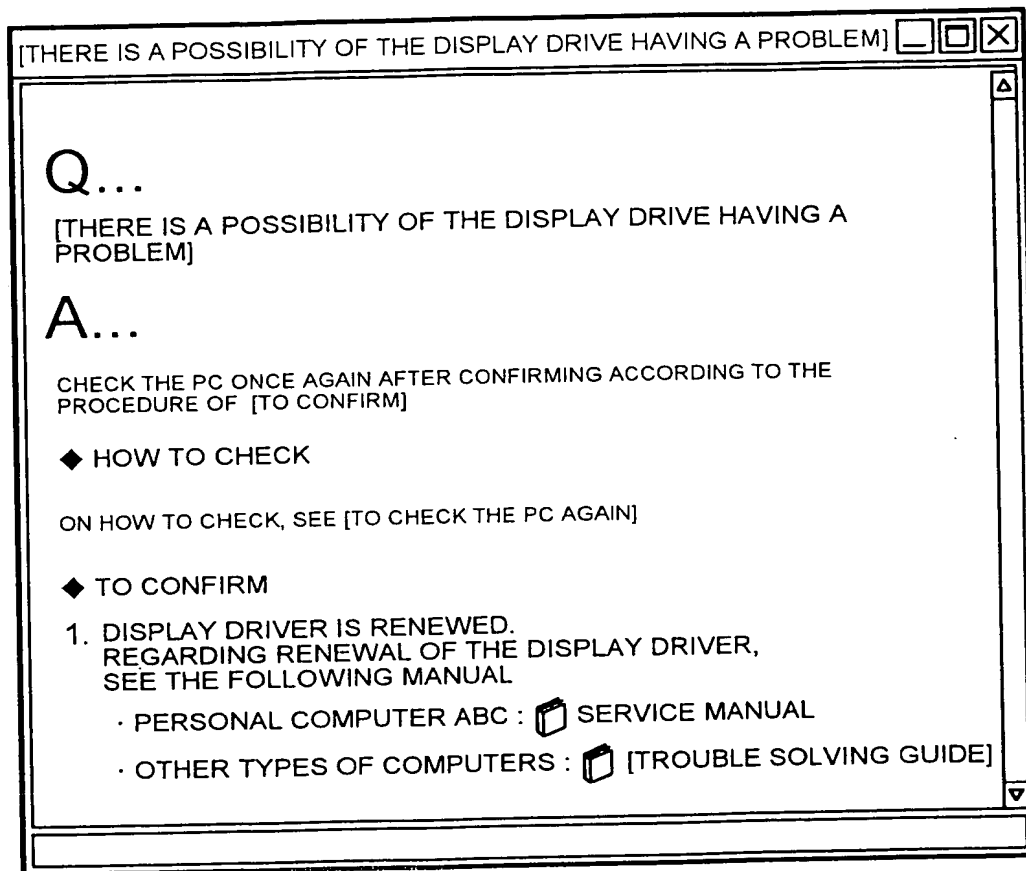 [THERE IS A POSSIBILITY OF THE DISPLAY DRIVE HAVING A PROBLEM]
Q...
[THERE IS A POSSIBILITY OF THE DISPLAY DRIVE HAVING A
PROBLEM]
A...
CHECK THE PC ONCE AGAIN AFTER CONFIRMING ACCORDING TO THE
PROCEDURE OF [TO CONFIRM]
◆ HOW TO CHECK
ON HOW TO CHECK, SEE [TO CHECK THE PC AGAIN]
◆ TO CONFIRM
1. DISPLAY DRIVER IS RENEWED.
REGARDING RENEWAL OF THE DISPLAY DRIVER,
SEE THE FOLLOWING MANUAL
· PERSONAL COMPUTER ABC : SERVICE MANUAL
· OTHER TYPES OF COMPUTERS : [TROUBLE SOLVING GUIDE]